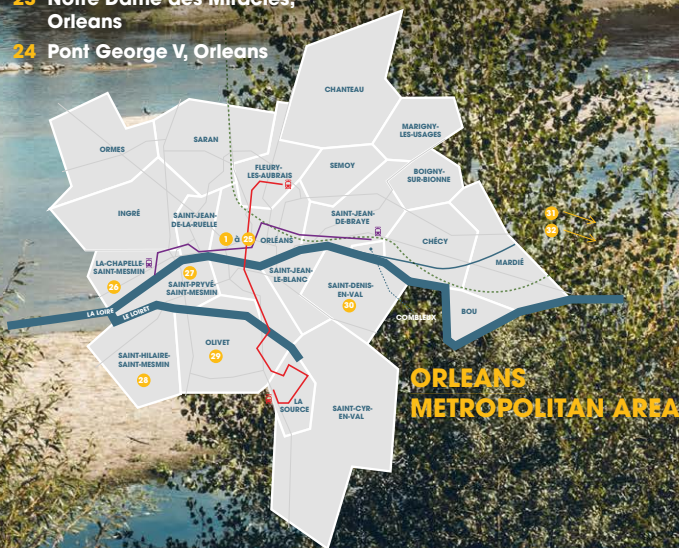 23 Notre Dame des Miracles,
Orleans
24 Pont George V, Orleans
CHANTEAU
MARIGNY-
LES-USAGES
SARAN
ORMES
FLEURY-
LES-AUBRAIS
SEMOY
BOIGNY-
SUR-BIONNE
INGRÉ
SAINT-JEAN-
DE-LA-RUELLE
SAINT-JEAN-
DE-BRAYE
31
32
1 à 25
ORLÉANS
CHÉCY
MARDIÉ
LA-CHAPELLE-
SAINT-MESMIN
26
27
SAINT-PRYVÉ-
SAINT-MESMIN
SAINT-JEAN-
LE-BLANC
SAINT-DENIS-
EN-VAL
30
COMBLEUX
BOU
LA LOIRE
LE LOIRET
OLIVET
29
SAINT-HILAIRE-
SAINT-MESMIN
28
LA
SOURCE
SAINT-CYR-
EN-VAL
ORLEANS
METROPOLITAN AREA